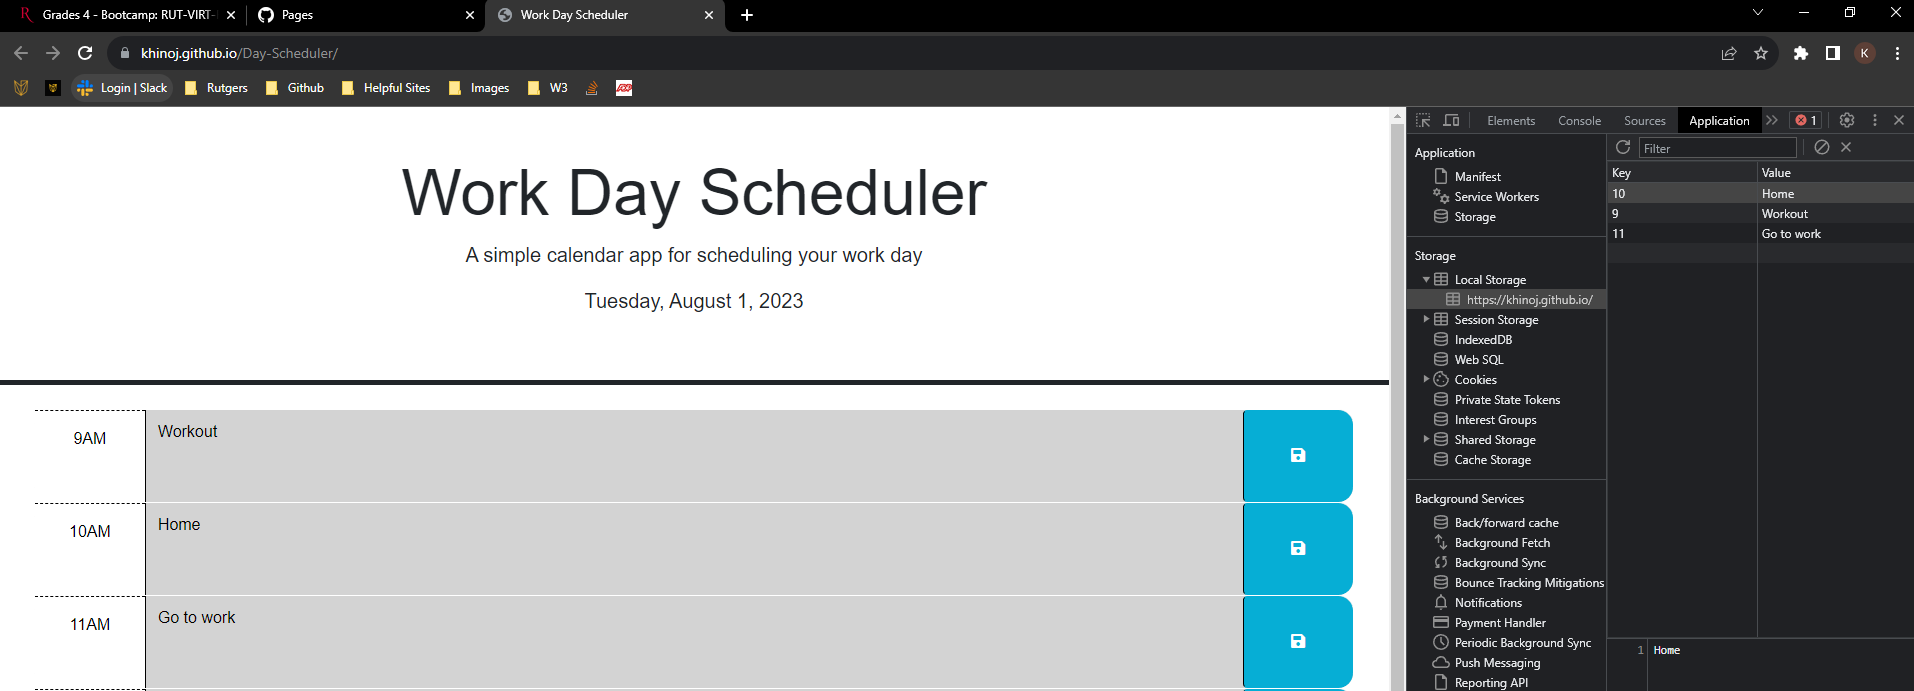 Grades 4 - Bootcamp: RUT-VIRT-
Pages
Work Day Scheduler
khinoj.github.io/Day-Scheduler/
K
Login | Slack
Rutgers
Github
Helpful Sites
Images
W3
ADP
Work Day Scheduler
A simple calendar app for scheduling your work day
Tuesday, August 1, 2023
9AM
Workout
10AM
Home
11AM
Go to work
Elements
Console
Sources
Application
1
Application
Manifest
Service Workers
Storage
Storage
Local Storage
https://khinoj.github.io/
Session Storage
IndexedDB
Web SQL
Cookies
Private State Tokens
Interest Groups
Shared Storage
Cache Storage
Background Services
Back/forward cache
Background Fetch
Background Sync
Bounce Tracking Mitigations
Notifications
Payment Handler
Periodic Background Sync
Push Messaging
Reporting API
Filter
Key Value
10 Home
9 Workout
11 Go to work
1 Home